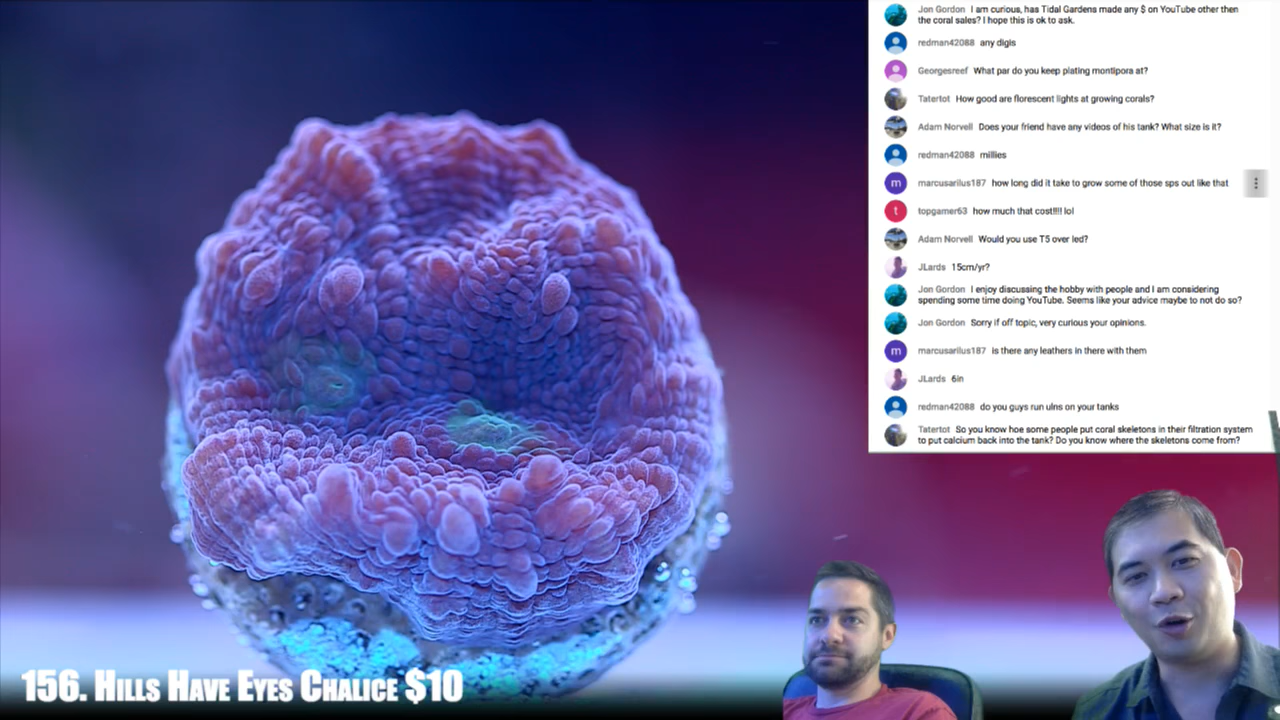 Jon Gordon I am curious, has Tidal Gardens made any $ on YouTube other then
the coral sales? I hope this is ok to ask.
redman42088 any digis
Georgesreef What par do you keep plating montipora at?
Tatertot How good are florescent lights at growing corals?
Adam Norvell Does your friend have any videos of his tank? What size is it?
redman42088 millies
m marcusarilus187 how long did it take to grow some of those sps out like that
t topgamer63 how much that cost!!!! lol
Adam Norvell Would you use T5 over led?
JLards 15cm/yr?
Jon Gordon I enjoy discussing the hobby with people and I am considering
spending some time doing YouTube. Seems like your advice maybe to not do so?
Jon Gordon Sorry if off topic, very curious your opinions.
m marcusarilus187 is there any leathers in there with them
JLards 6in
redman42088 do you guys run ulns on your tanks
Tatertot So you know hoe some people put coral skeletons in their filtration system
to put calcium back into the tank? Do you know where the skeletons come from?
156. Hills Have Eyes Chalice $10